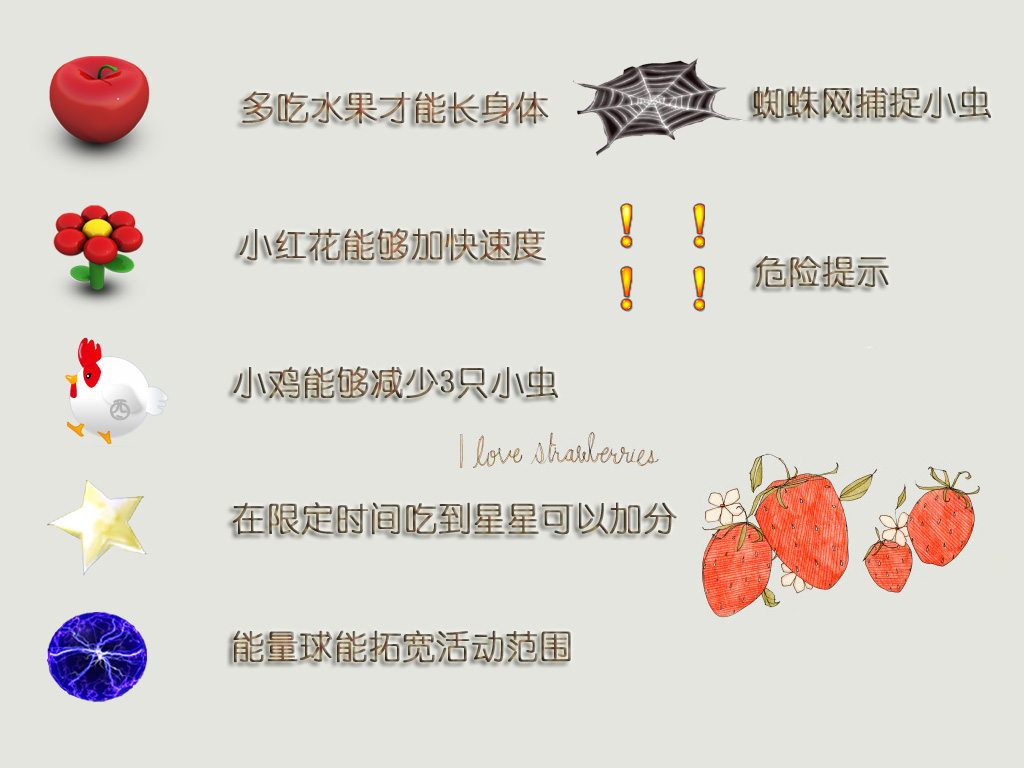 多吃水果才能长身体
蜘蛛网捕捉小虫
小红花能够加快速度
危险提示
小鸡能够减少3只小虫
I love strawberries
在限定时间吃到星星可以加分
能量球能拓宽活动范围